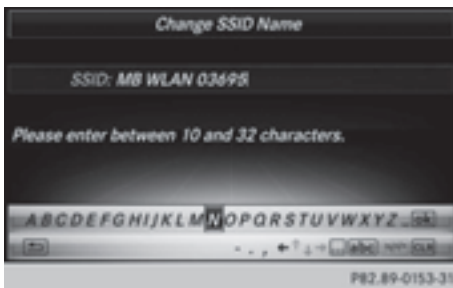 Change SSID Name
SSID: MB WLAN 03695
Please enter between 10 and 32 characters.
A B C D E F G H I J K L M N O P Q R S T U V W X Y Z _ ok
- . , abc CLR
P82.89-0153-31